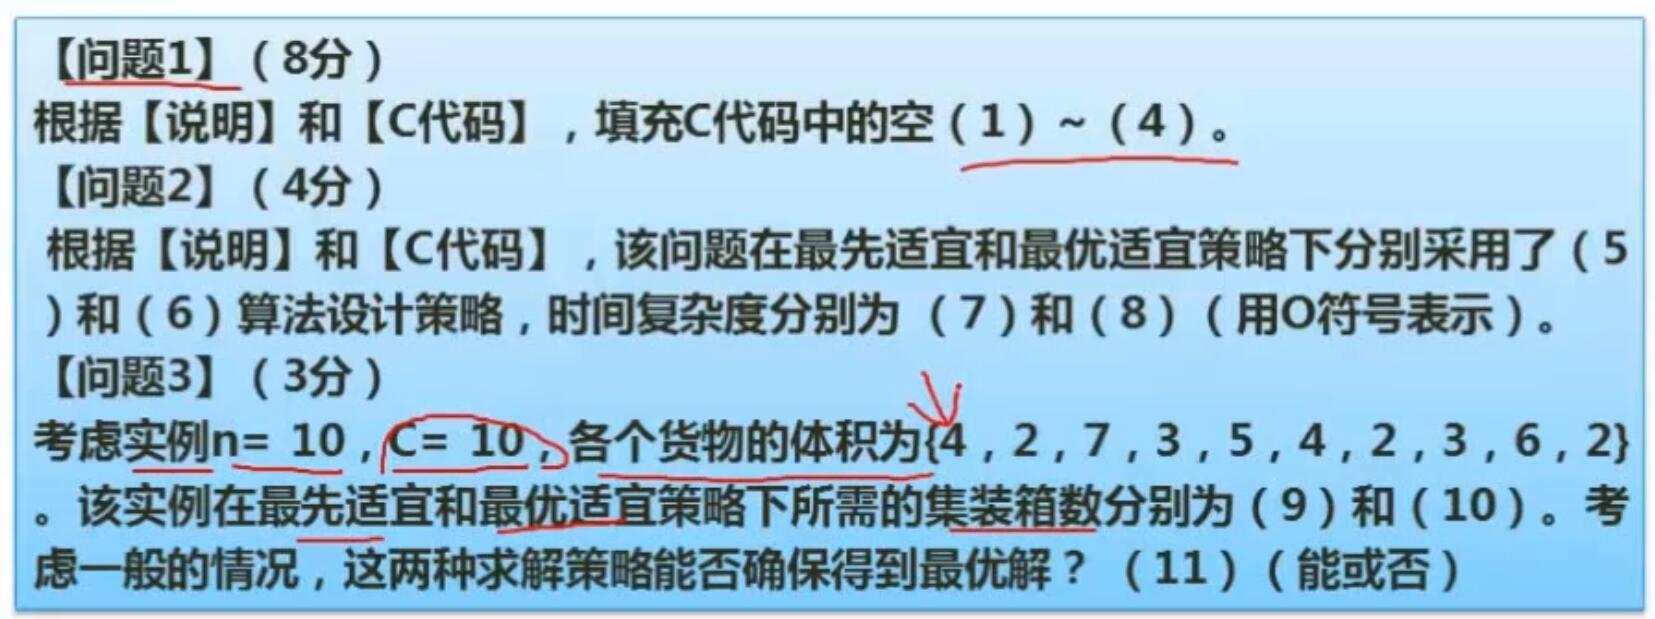 【问题1】（8分）
根据【说明】和【C代码】，填充C代码中的空（1）~（4）。
【问题2】（4分）
根据【说明】和【C代码】，该问题在最先适宜和最优适宜策略下分别采用了（5
）和（6）算法设计策略，时间复杂度分别为 （7）和（8）（用O符号表示）。
【问题3】（3分）
考虑实例n= 10，C= 10，各个货物的体积为{4，2，7，3，5，4，2，3，6，2}
。该实例在最先适宜和最优适宜策略下所需的集装箱数分别为（9）和（10）。考
虑一般的情况，这两种求解策略能否确保得到最优解？（11）（能或否）